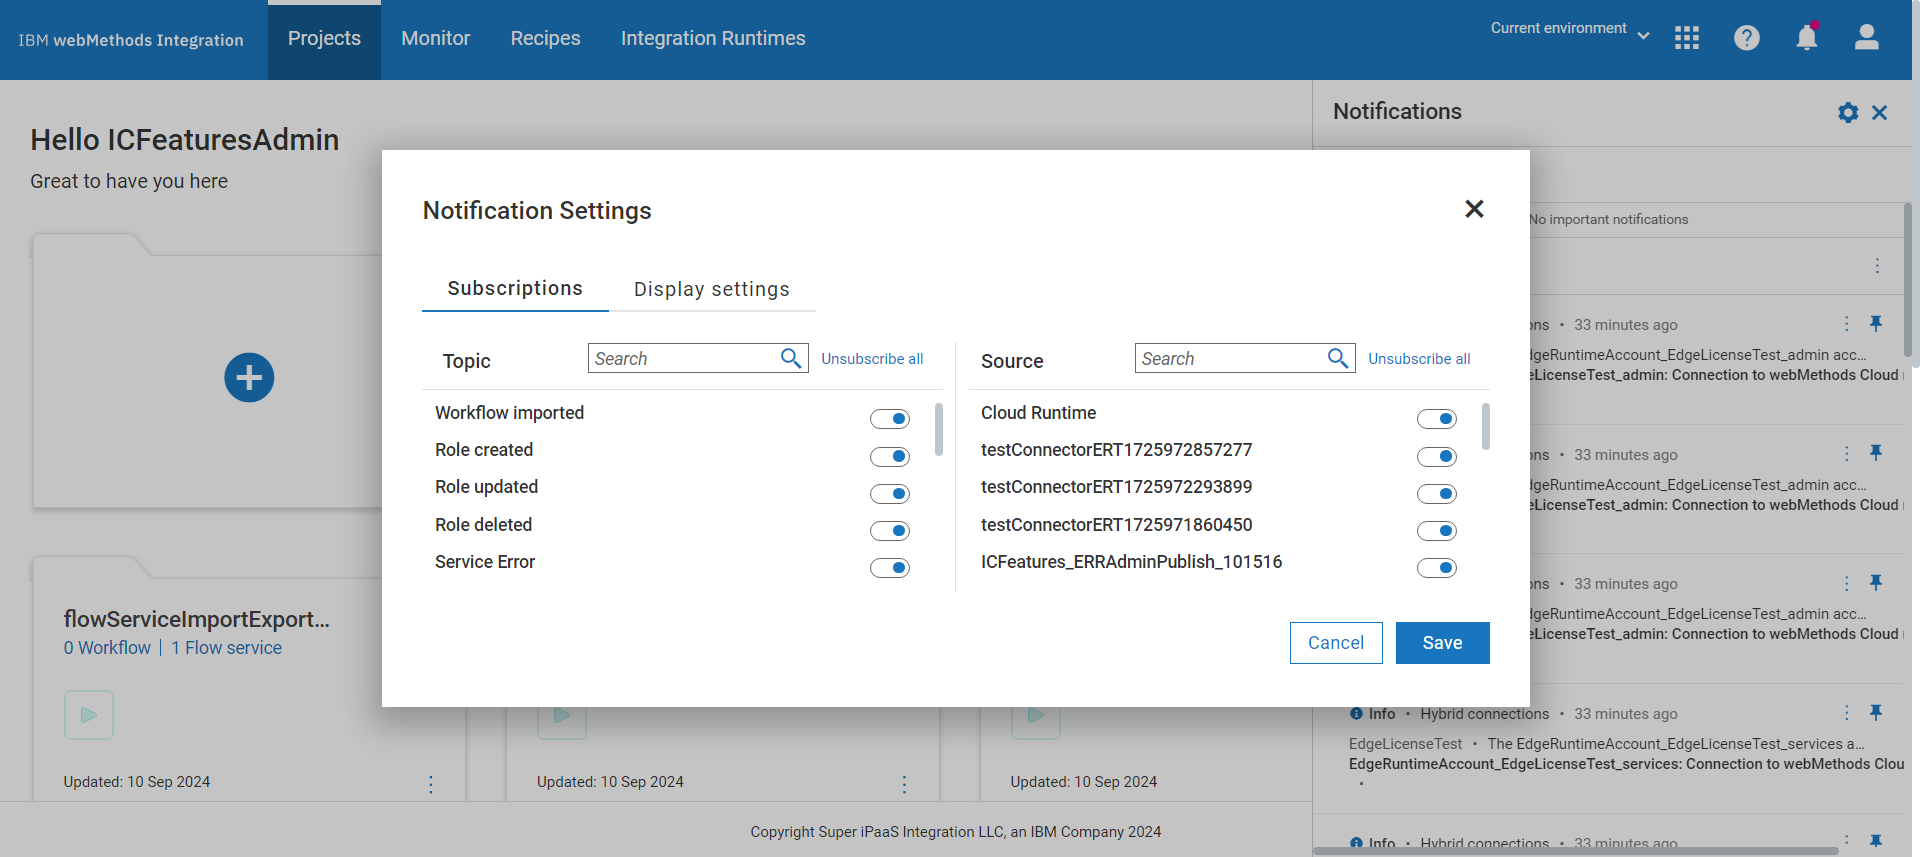 IBM webMethods Integration
Projects
Monitor
Recipes
Integration Runtimes
Current environment
Hello ICFeaturesAdmin
Great to have you here
Notifications
No important notifications
Notification Settings
Subscriptions
Display settings
Topic
Search
Unsubscribe all
Workflow imported
Role created
Role updated
Role deleted
Service Error
Source
Search
Unsubscribe all
Cloud Runtime
testConnectorERT1725972857277
testConnectorERT1725972293899
testConnectorERT1725971860450
ICFeatures_ERRAdminPublish_101516
Cancel
Save
flowServiceImportExport...
0 Workflow | 1 Flow service
Updated: 10 Sep 2024
Updated: 10 Sep 2024
Updated: 10 Sep 2024
ons • 33 minutes ago
dgeRuntimeAccount_EdgeLicenseTest_admin acc...
eLicenseTest_admin: Connection to webMethods Cloud
ons • 33 minutes ago
dgeRuntimeAccount_EdgeLicenseTest_admin acc...
eLicenseTest_admin: Connection to webMethods Cloud
ons • 33 minutes ago
dgeRuntimeAccount_EdgeLicenseTest_admin acc...
eLicenseTest_admin: Connection to webMethods Cloud
Info • Hybrid connections • 33 minutes ago
EdgeLicenseTest • The EdgeRuntimeAccount_EdgeLicenseTest_services a...
EdgeRuntimeAccount_EdgeLicenseTest_services: Connection to webMethods Clou
•
Info • Hybrid connections • 33 minutes ago
Copyright Super iPaaS Integration LLC, an IBM Company 2024